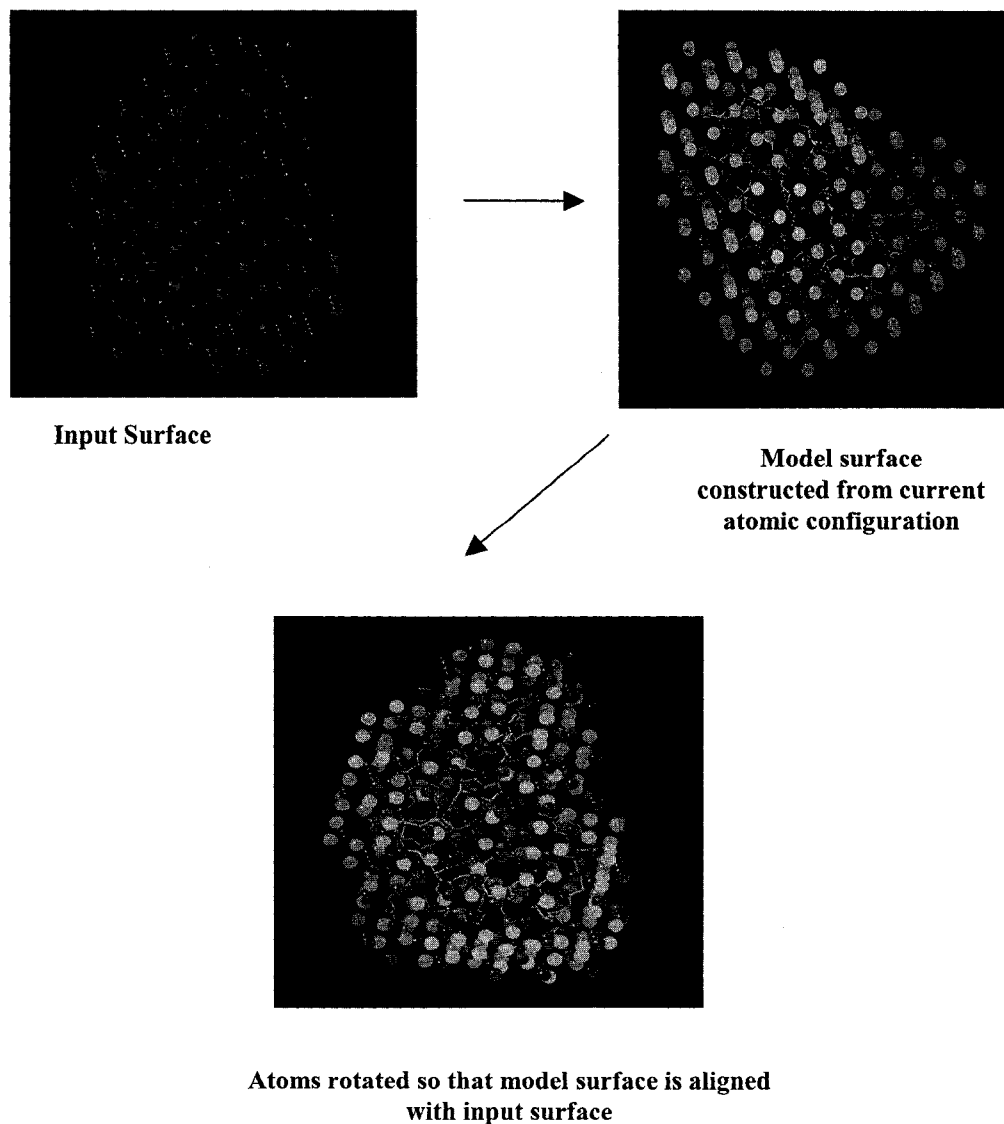 Input Surface
Model surface
constructed from current
atomic configuration
Atoms rotated so that model surface is aligned
with input surface